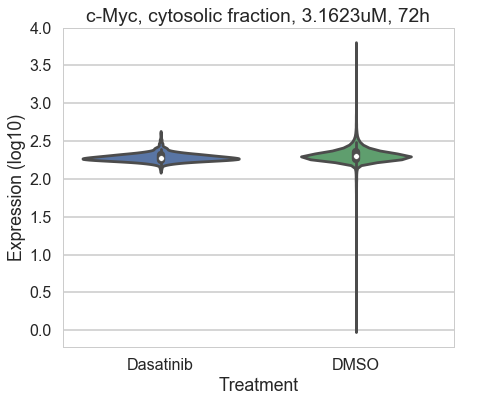 c-Myc, cytosolic fraction, 3.1623uM, 72h
4.0
3.5
3.0
2.5
2.0
1.5
1.0
0.5
0.0
Expression (log10)
Dasatinib
DMSO
Treatment